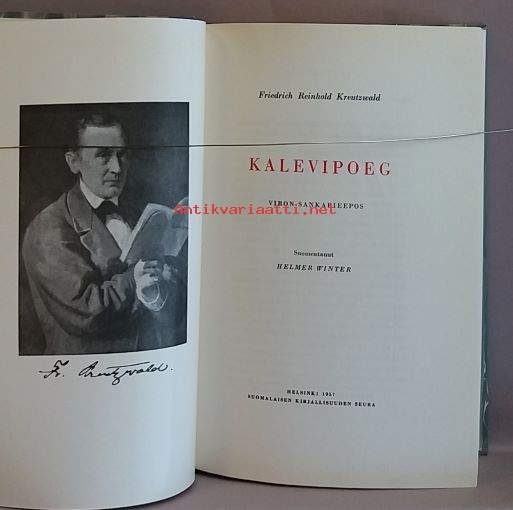 Fr. Kreutzwald.
Friedrich Reinhold Kreutzwald
KALEVIPOEG
antikvariaatti.net
VIRON SANKARIEEPOS
Suomentanut
HELMER WINTER
HELSINKI 1957
SUOMALAISEN KIRJALLISUUDEN SEURA